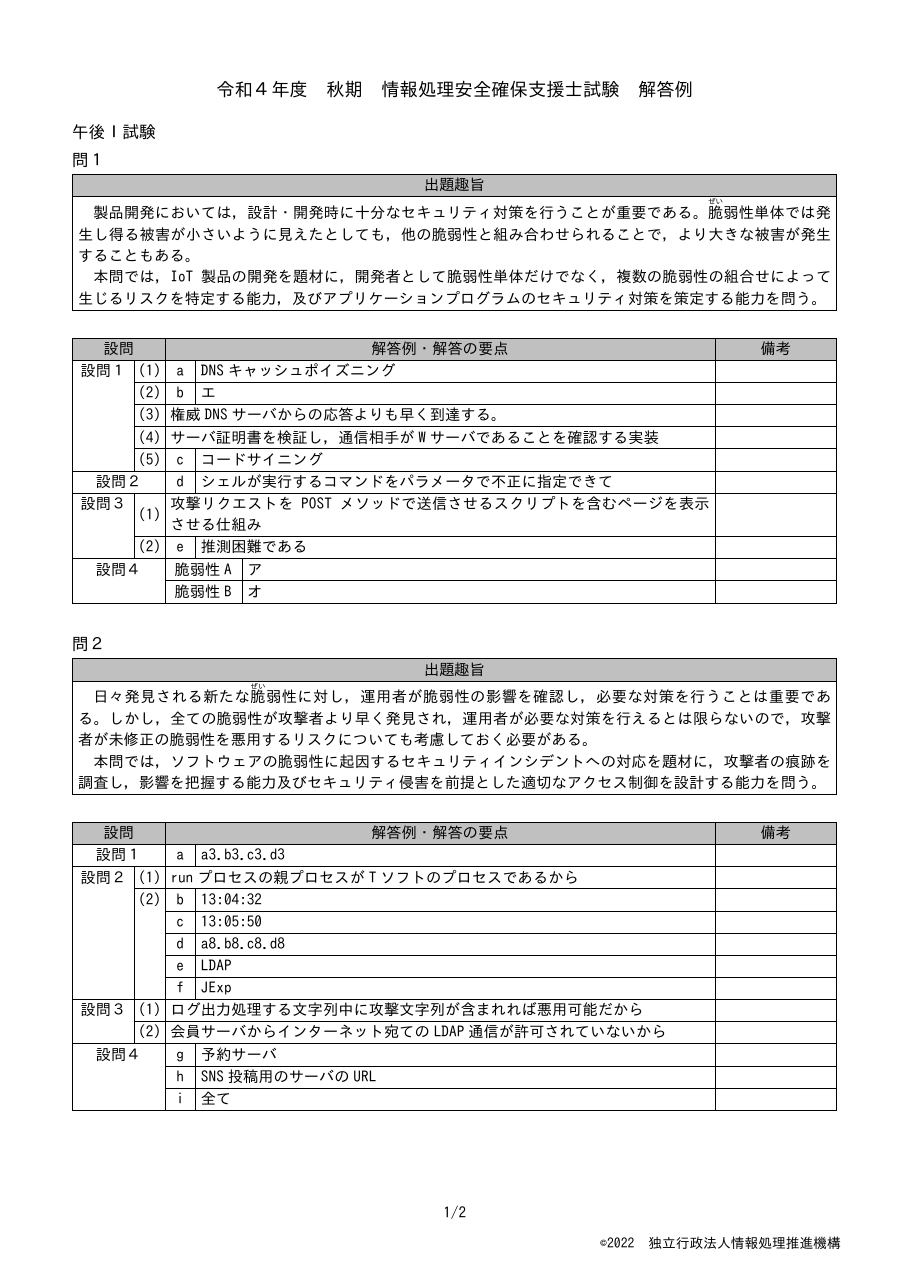 令和４年度　秋期　情報処理安全確保支援士試験　解答例
午後Ⅰ試験
問１
出題趣旨
ぜい
製品開発においては，設計・開発時に十分なセキュリティ対策を行うことが重要である。脆弱性単体では発
生し得る被害が小さいように見えたとしても，他の脆弱性と組み合わせられることで，より大きな被害が発生
することもある。
本問では，IoT 製品の開発を題材に，開発者として脆弱性単体だけでなく，複数の脆弱性の組合せによって
生じるリスクを特定する能力，及びアプリケーションプログラムのセキュリティ対策を策定する能力を問う。
設問 解答例・解答の要点 備考
設問１ (1) a DNS キャッシュポイズニング
(2) b エ
(3) 権威 DNS サーバからの応答よりも早く到達する。
(4) サーバ証明書を検証し，通信相手が W サーバであることを確認する実装
(5) c コードサイニング
設問２ d シェルが実行するコマンドをパラメータで不正に指定できて
設問３ (1) 攻撃リクエストを POST メソッドで送信させるスクリプトを含むページを表示
させる仕組み
(2) e 推測困難である
設問４ 脆弱性 A ア
脆弱性 B オ
問２
出題趣旨
ぜい
日々発見される新たな脆弱性に対し，運用者が脆弱性の影響を確認し，必要な対策を行うことは重要であ
る。しかし，全ての脆弱性が攻撃者より早く発見され，運用者が必要な対策を行えるとは限らないので，攻撃
者が未修正の脆弱性を悪用するリスクについても考慮しておく必要がある。
本問では，ソフトウェアの脆弱性に起因するセキュリティインシデントへの対応を題材に，攻撃者の痕跡を
調査し，影響を把握する能力及びセキュリティ侵害を前提とした適切なアクセス制御を設計する能力を問う。
設問 解答例・解答の要点 備考
設問１ a a3.b3.c3.d3
設問２ (1) run プロセスの親プロセスが T ソフトのプロセスであるから
(2) b 13:04:32
c 13:05:50
d a8.b8.c8.d8
e LDAP
f JExp
設問３ (1) ログ出力処理する文字列中に攻撃文字列が含まれれば悪用可能だから
(2) 会員サーバからインターネット宛ての LDAP 通信が許可されていないから
設問４ g 予約サーバ
h SNS 投稿用のサーバの URL
i 全て
1/2
©2022　独立行政法人情報処理推進機構